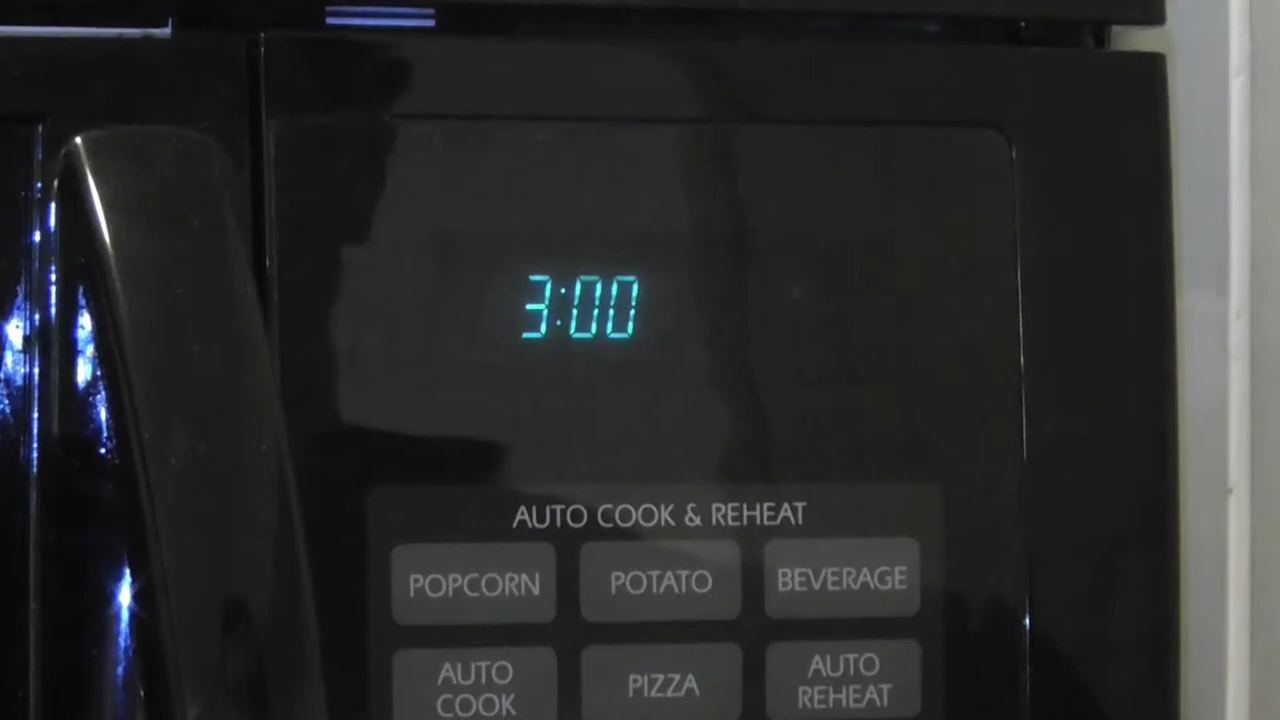 3:00
AUTO COOK & REHEAT
POPCORN POTATO BEVERAGE
AUTO COOK PIZZA AUTO REHEAT